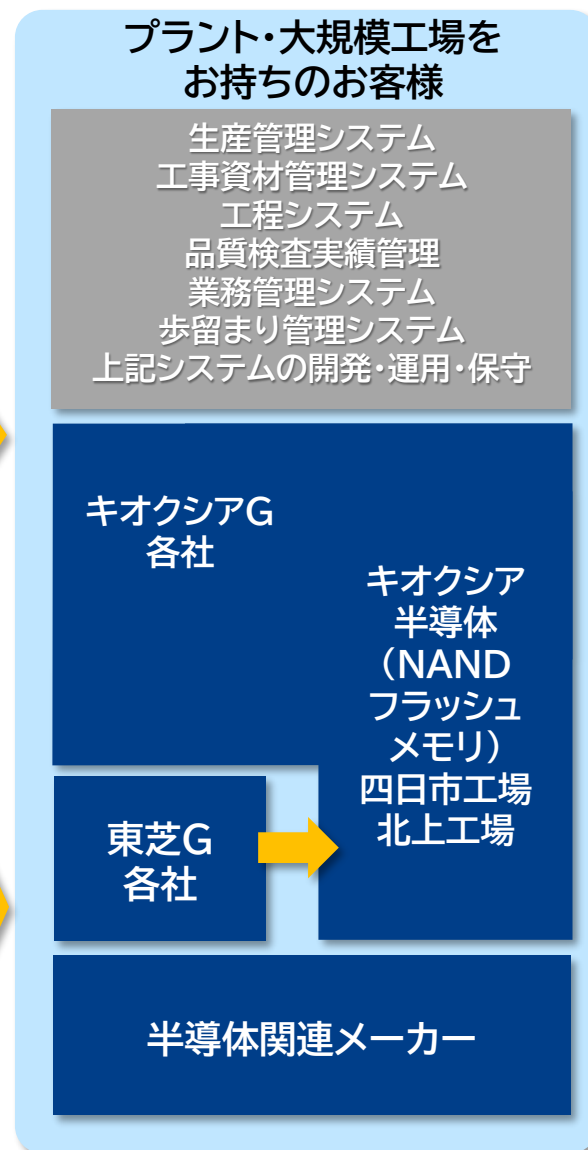 プラント・大規模工場を
お持ちのお客様
生産管理システム
工事資材管理システム
工程システム
品質検査実績管理
業務管理システム
歩留まり管理システム
上記システムの開発・運用・保守
キオクシアG
各社
キオクシア
半導体
（NAND
フラッシュ
メモリ）
四日市工場
北上工場
東芝G
各社
半導体関連メーカー